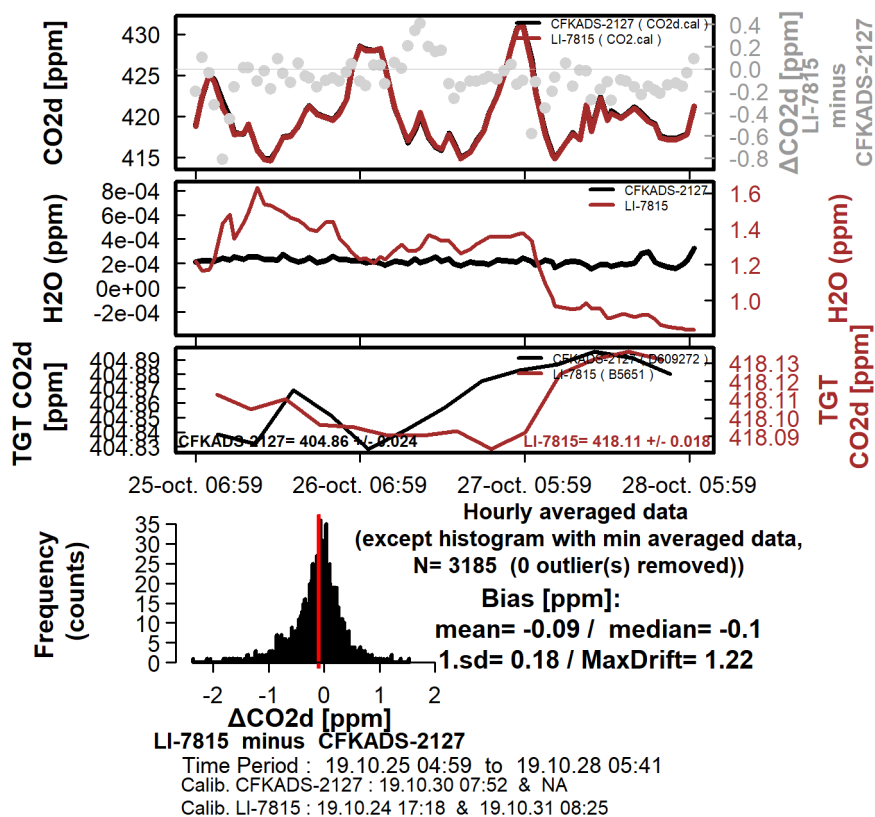 CO2d [ppm]
430
425
420
415
CFKADS-2127 ( CO2d.cal )
LI-7815 ( CO2.cal )
0.4
0.2
0.0
-0.2
-0.4
-0.6
-0.8
ΔCO2d [ppm]
LI-7815
minus
CFKADS-2127
H2O (ppm)
8e-04
6e-04
4e-04
2e-04
0e+00
-2e-04
CFKADS-2127
LI-7815
1.6
1.4
1.2
1.0
H2O (ppm)
TGT CO2d
[ppm]
404.89
404.88
404.87
404.86
404.85
404.84
404.83
CFKADS-2127 ( D609272 )
LI-7815 ( B5651 )
CFKADS-2127= 404.86 +/- 0.024
LI-7815= 418.11 +/- 0.018
418.13
418.12
418.11
418.10
418.09
TGT
CO2d [ppm]
25-oct. 06:59
26-oct. 06:59
27-oct. 05:59
28-oct. 05:59
Frequency
(counts)
35
30
25
20
15
10
5
0
Hourly averaged data
(except histogram with min averaged data,
N= 3185 (0 outlier(s) removed))
Bias [ppm]:
mean= -0.09 / median= -0.1
1.sd= 0.18 / MaxDrift= 1.22
-2 -1 0 1 2
ΔCO2d [ppm]
LI-7815 minus CFKADS-2127
Time Period : 19.10.25 04:59 to 19.10.28 05:41
Calib. CFKADS-2127 : 19.10.30 07:52 & NA
Calib. LI-7815 : 19.10.24 17:18 & 19.10.31 08:25